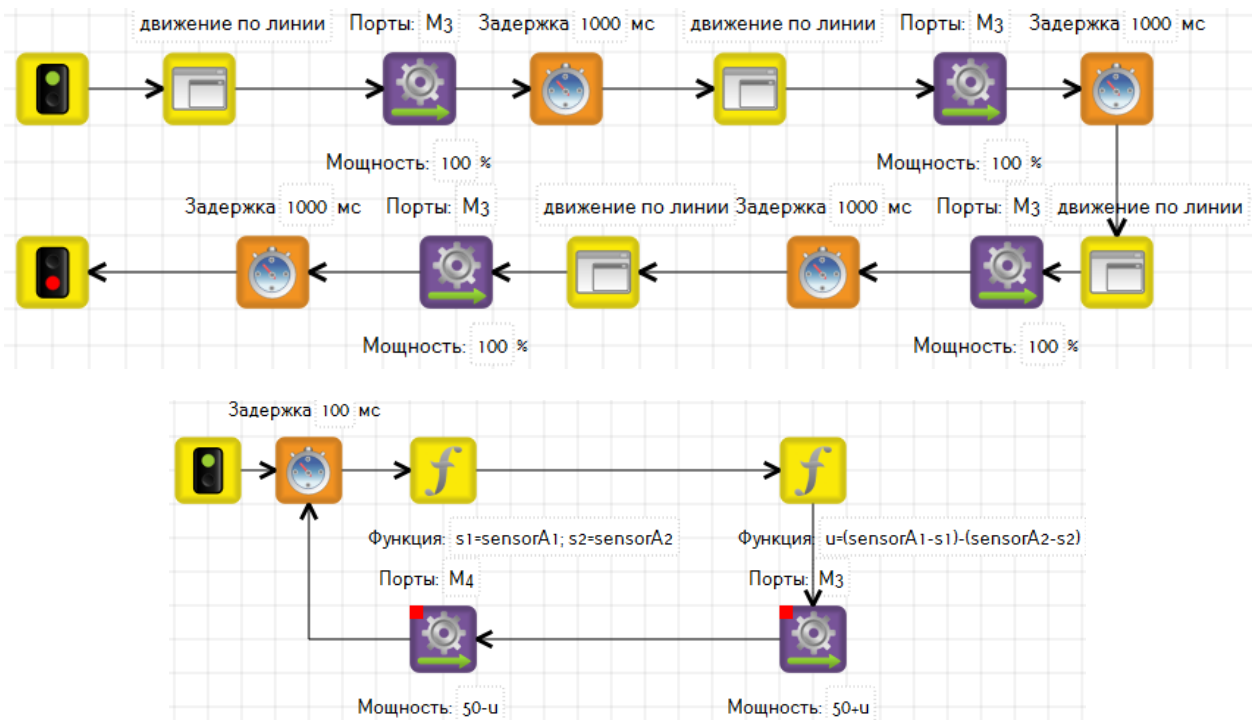 движение по линии Порты: M3 Задержка 1000 мс движение по линии Порты: M3 Задержка 1000 мс
Мощность: 100 % Мощность: 100 %
Задержка 1000 мс Порты: M3 движение по линии Задержка 1000 мс Порты: M3 движение по линии
Мощность: 100 % Мощность: 100 %
Задержка 100 мс
f f
Функция: s1=sensorA1; s2=sensorA2 Функция: u=(sensorA1-s1)-(sensorA2-s2)
Порты: M4 Порты: M3
Мощность: 50-u Мощность: 50+u